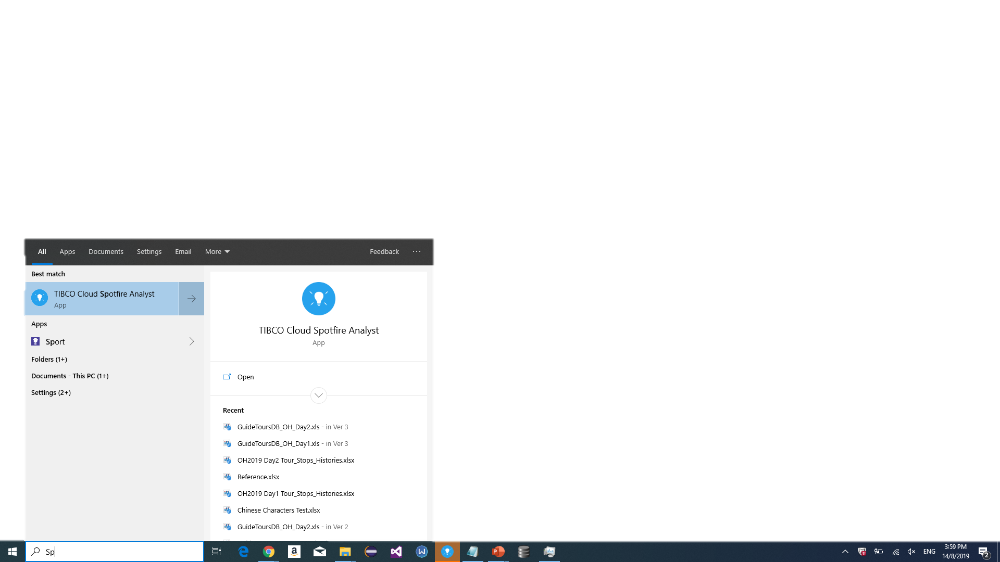 All Apps Documents Settings Email More Feedback ...
Best match
TIBCO Cloud Spotfire Analyst
App
Apps
Sport
Folders (1+)
Documents - This PC (1+)
Settings (2+)
TIBCO Cloud Spotfire Analyst
App
Open
Recent
GuideToursDB_OH_Day2.xls - in Ver 3
GuideToursDB_OH_Day1.xls - in Ver 3
OH2019 Day2 Tour_Stops_Histories.xlsx
Reference.xlsx
OH2019 Day1 Tour_Stops_Histories.xlsx
Chinese Characters Test.xlsx
GuideToursDB_OH_Day2.xls - in Ver 2
Sp
ENG
3:59 PM
14/8/2019
2